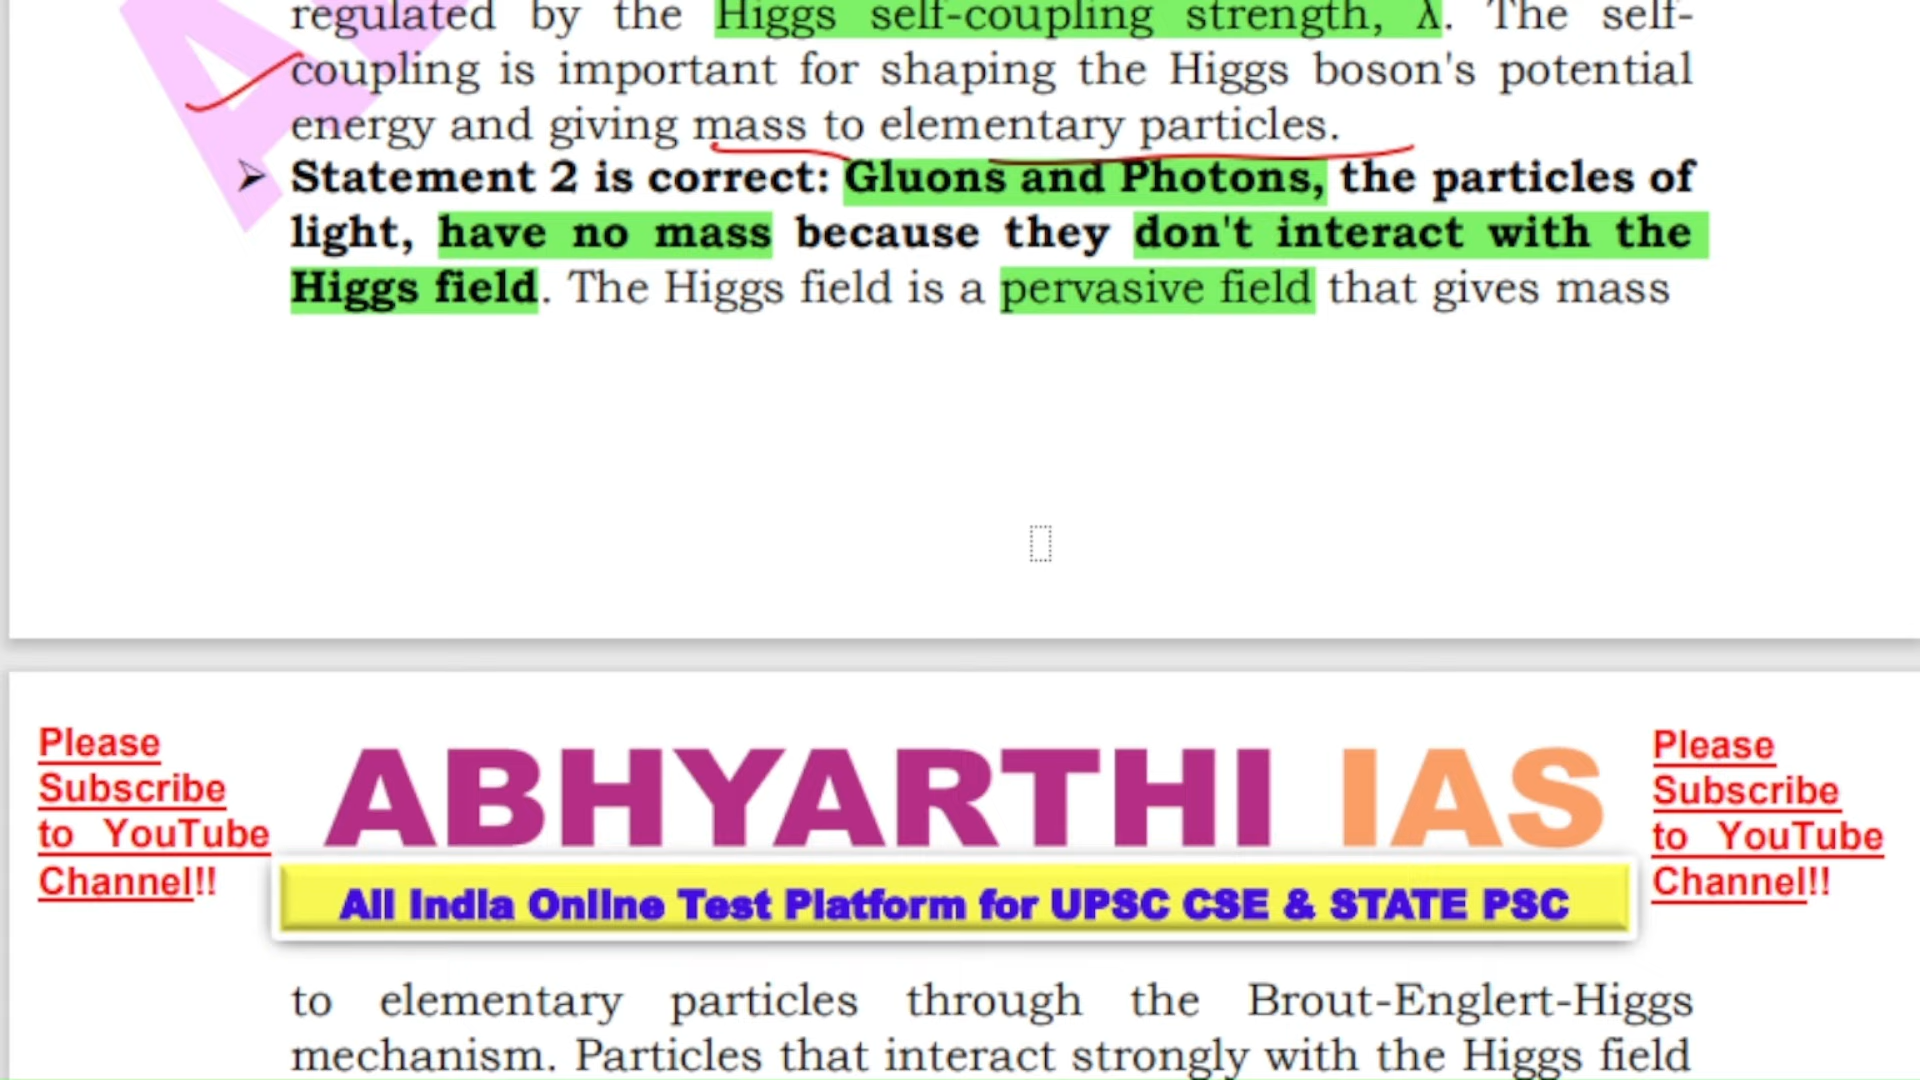 regulated by the Higgs self-coupling strength, λ. The self-
coupling is important for shaping the Higgs boson's potential
energy and giving mass to elementary particles.
➢ Statement 2 is correct: Gluons and Photons, the particles of
light, have no mass because they don't interact with the
Higgs field. The Higgs field is a pervasive field that gives mass
Please
Subscribe
to YouTube
Channel!!
ABHYARTHI IAS
All India Online Test Platform for UPSC CSE & STATE PSC
Please
Subscribe
to YouTube
Channel!!
to elementary particles through the Brout-Englert-Higgs
mechanism. Particles that interact strongly with the Higgs field